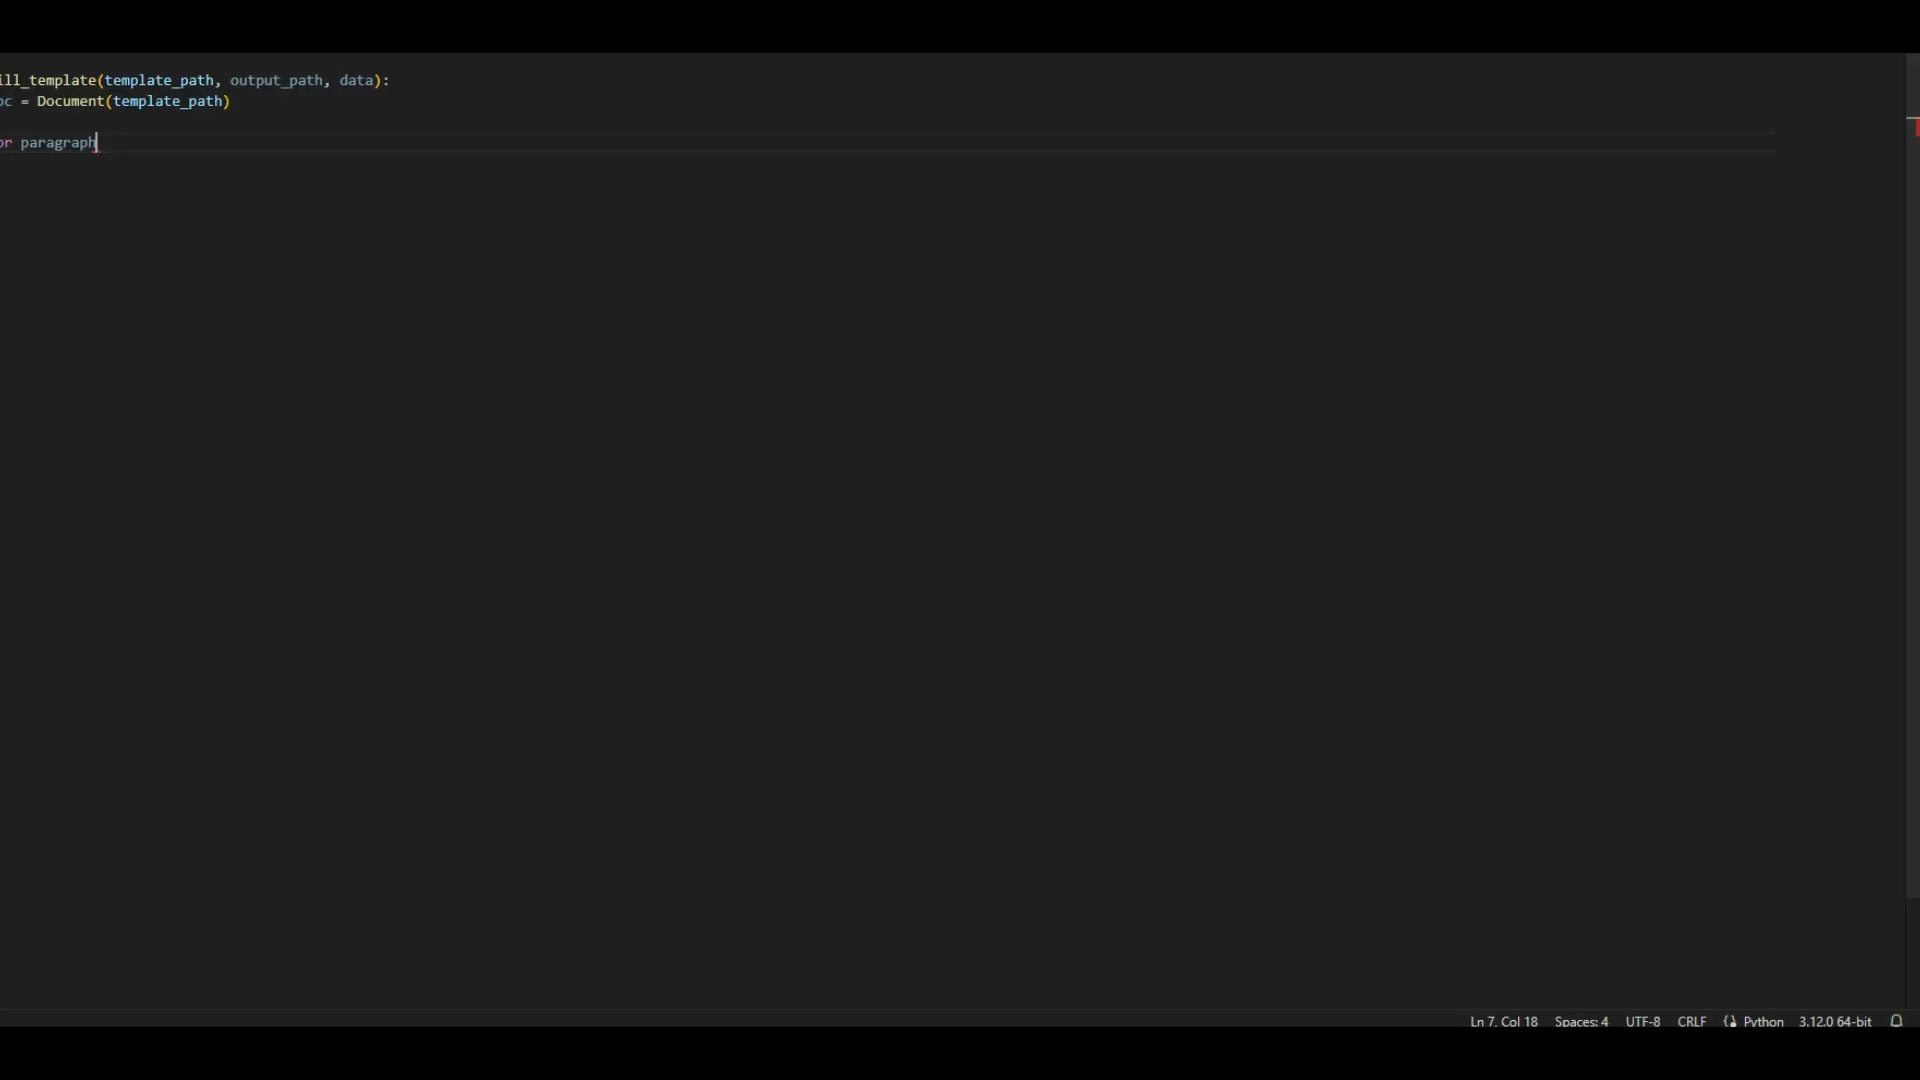 ill_template(template_path, output_path, data):
oc = Document(template_path)
or paragraph
Ln 7, Col 18 Spaces: 4 UTF-8 CRLF Python 3.12.0 64-bit